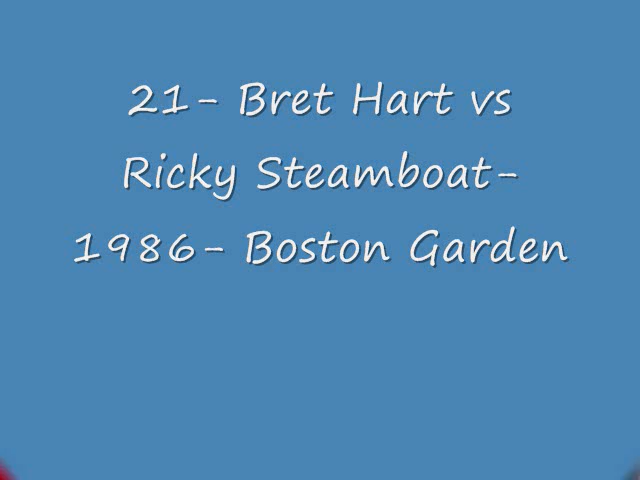 21- Bret Hart vs
Ricky Steamboat-
1986- Boston Garden